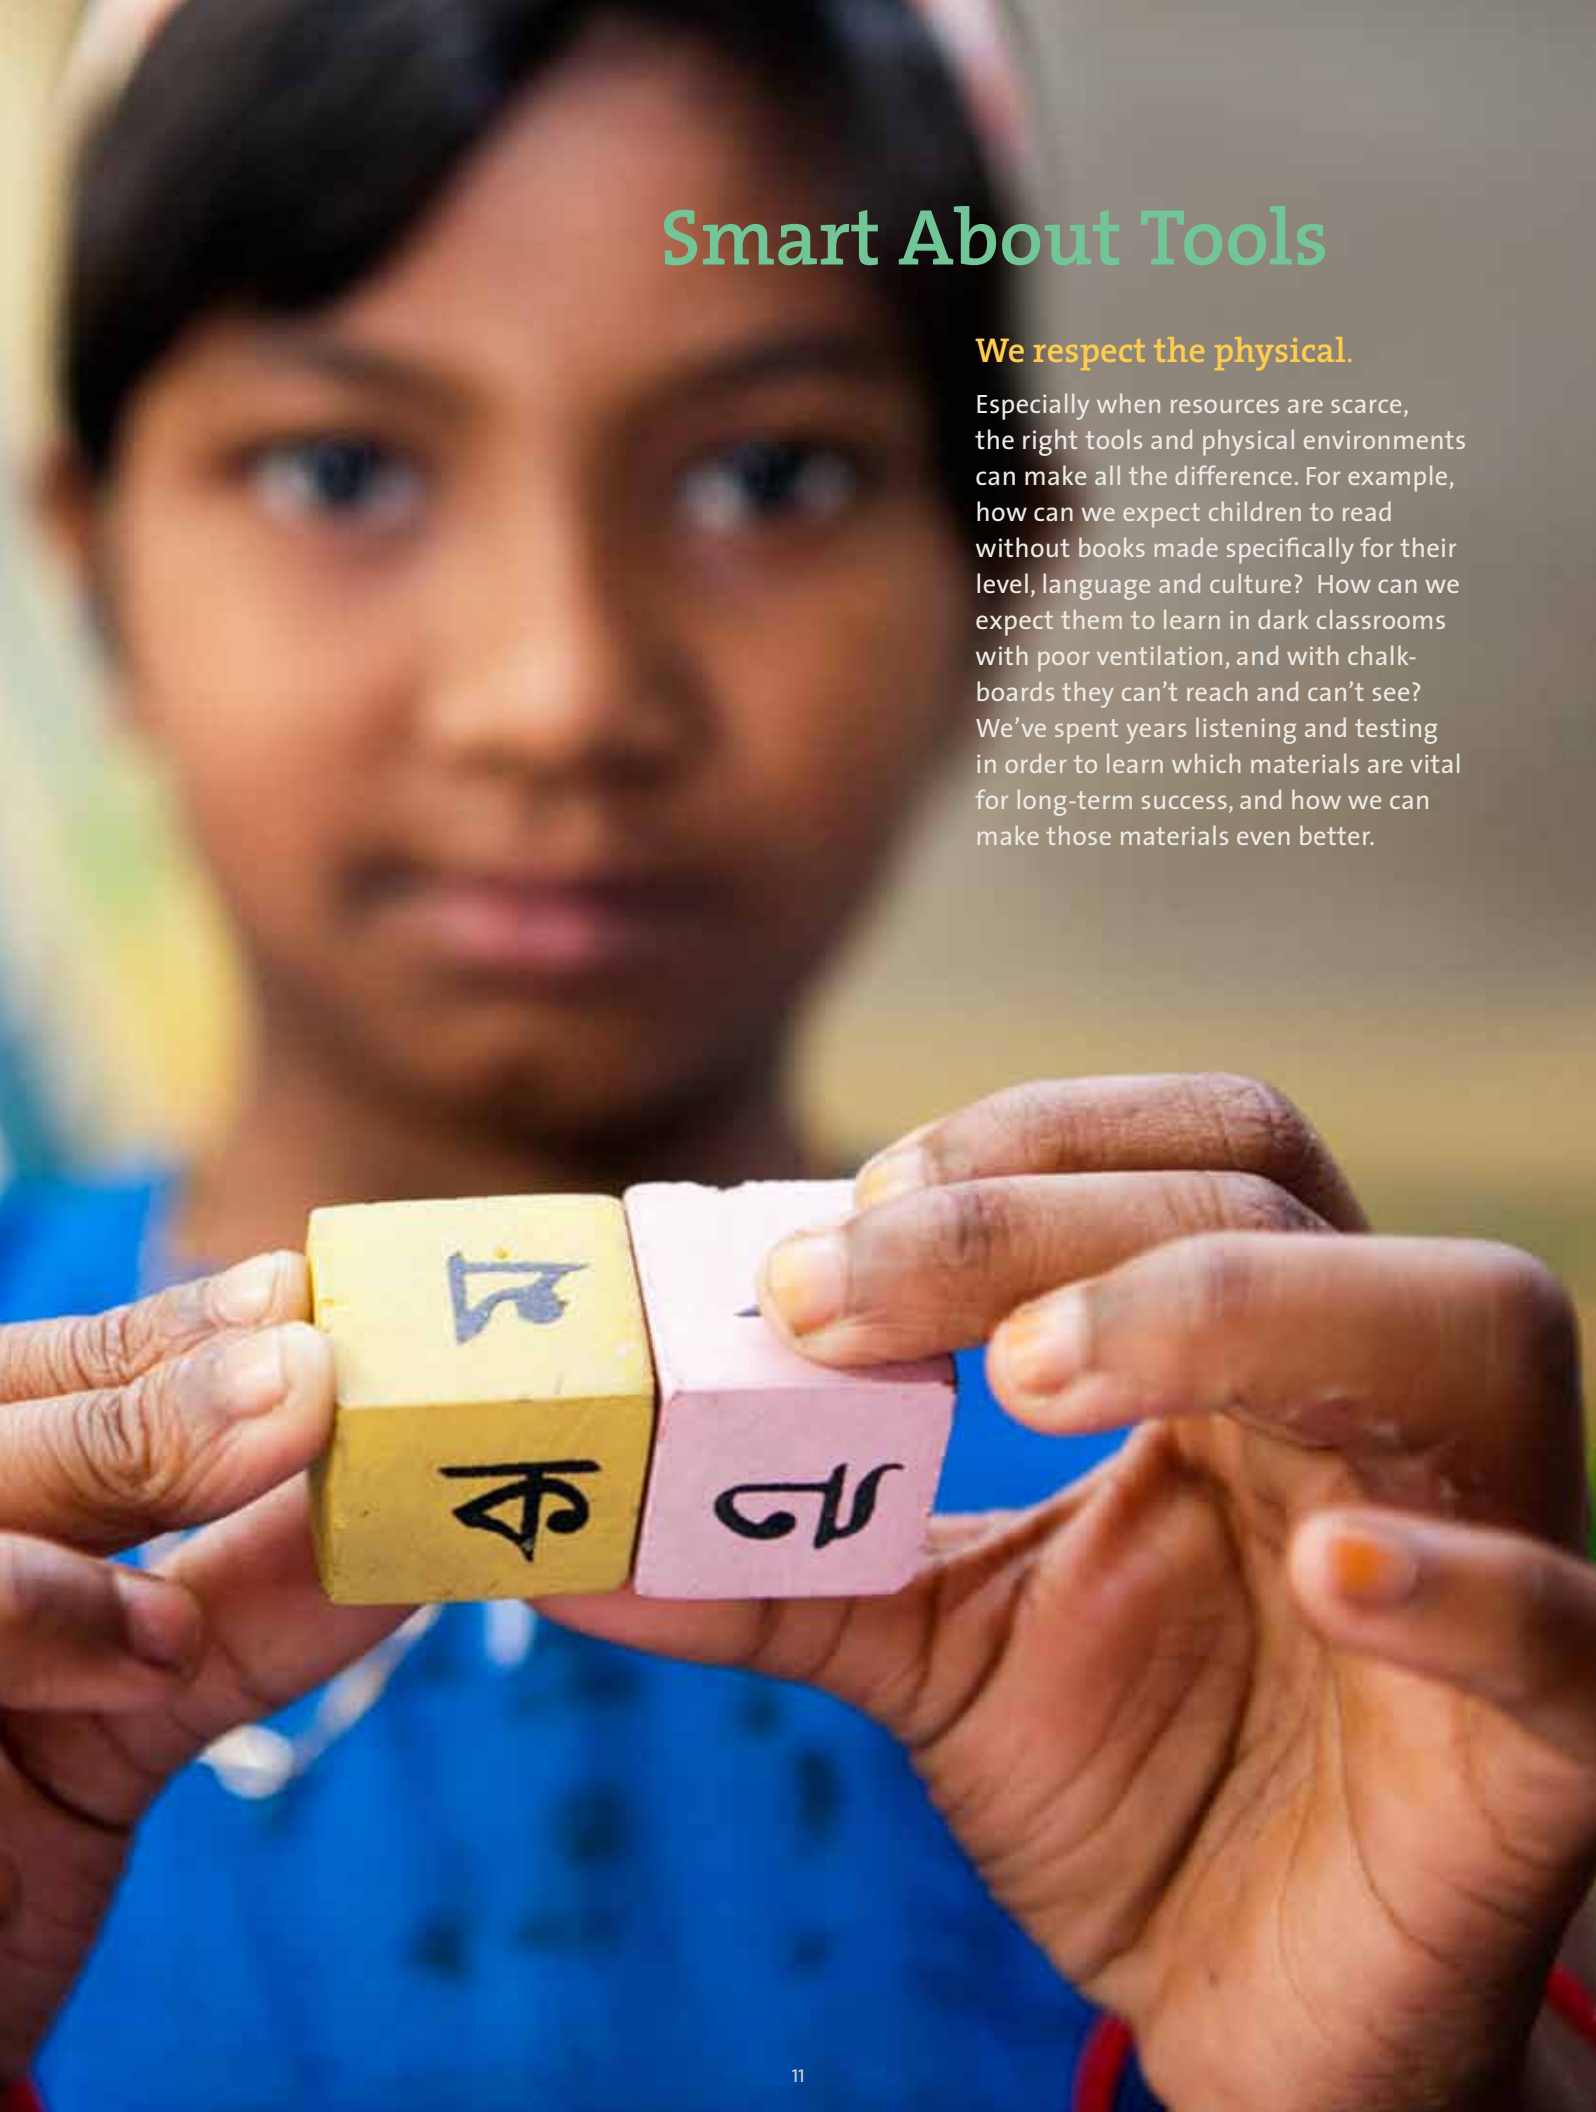 Smart About Tools
We respect the physical.
Especially when resources are scarce,
the right tools and physical environments
can make all the difference. For example,
how can we expect children to read
without books made specifically for their
level, language and culture?  How can we
expect them to learn in dark classrooms
with poor ventilation, and with chalk-
boards they can’t reach and can’t see?
We’ve spent years listening and testing
in order to learn which materials are vital
for long-term success, and how we can
make those materials even better.
ক
11